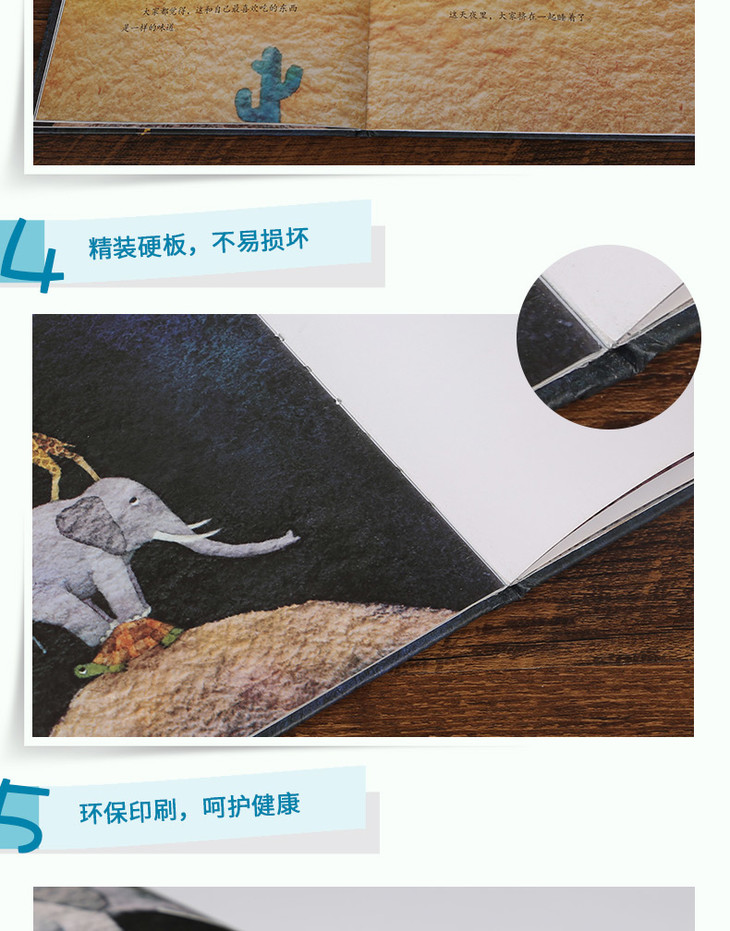 大家都觉得，这和自己最喜欢吃的东西
是一样的味道
这天夜里，大家挤在一起睡着了
4
精装硬板，不易损坏
5
环保印刷，呵护健康